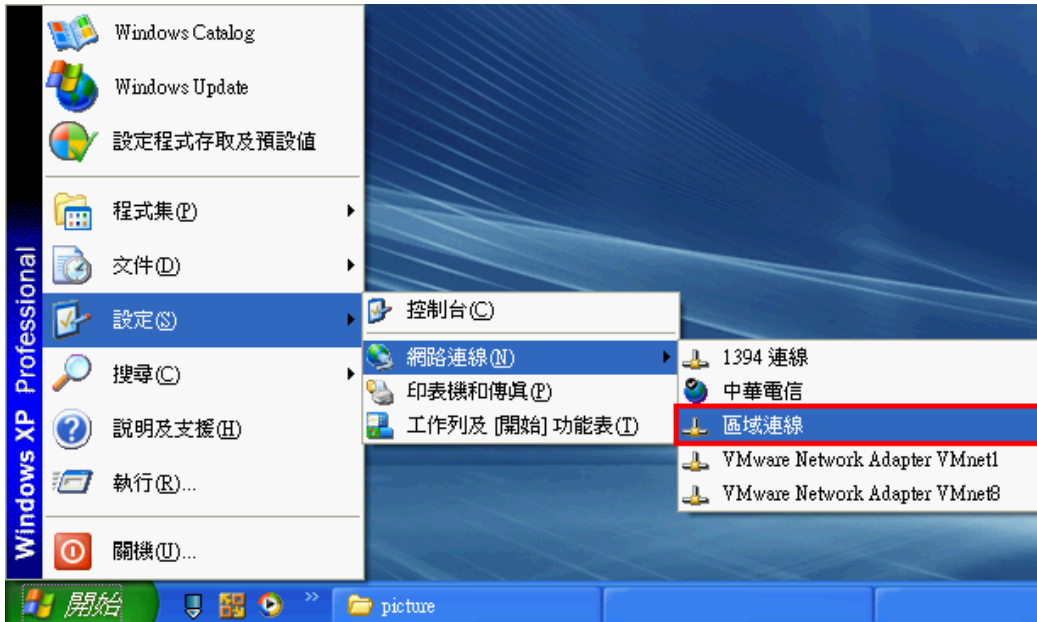 Windows Catalog
Windows Update
設定程式存取及預設值
程式集(P)
文件(D)
設定(S)
搜尋(C)
說明及支援(H)
執行(R)...
關機(U)...
Windows XP Professional
控制台(C)
網路連線(N)
印表機和傳真(P)
工作列及 [開始] 功能表(T)
1394 連線
中華電信
區域連線
VMware Network Adapter VMnet1
VMware Network Adapter VMnet8
開始
picture